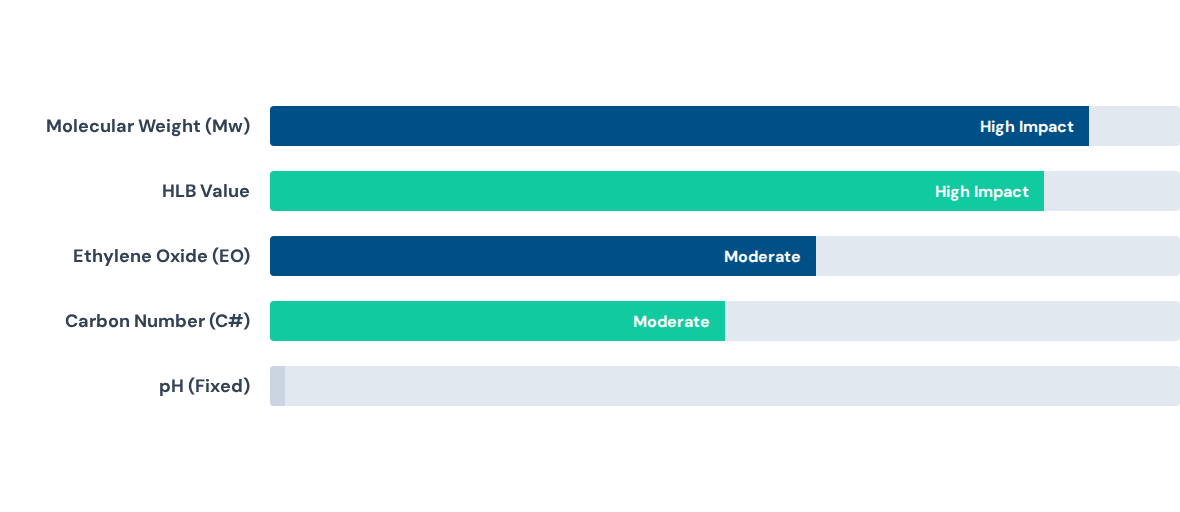 Molecular Weight (Mw) High Impact
HLB Value High Impact
Ethylene Oxide (EO) Moderate
Carbon Number (C#) Moderate
pH (Fixed)